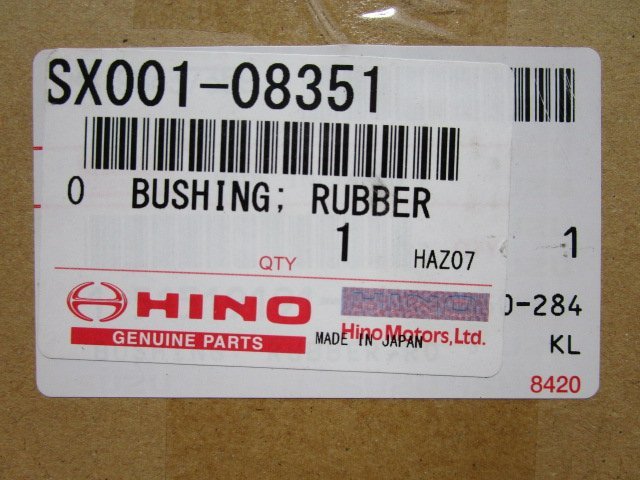 SX001-08351
0 BUSHING; RUBBER
QTY 1 HAZ07
1
HINO
GENUINE PARTS
MADE IN JAPAN
Hino Motors, Ltd.
0-284
KL
8420